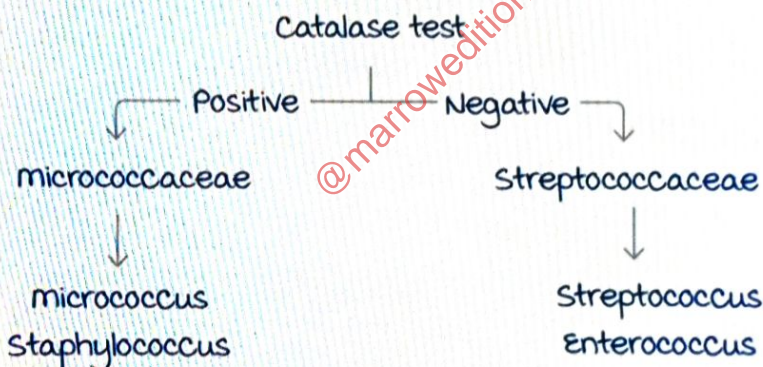 Catalase test
Positive Negative
micrococcaceae Streptococcaceae
micrococcus Streptococcus
Staphylococcus Enterococcus
@marrowedition